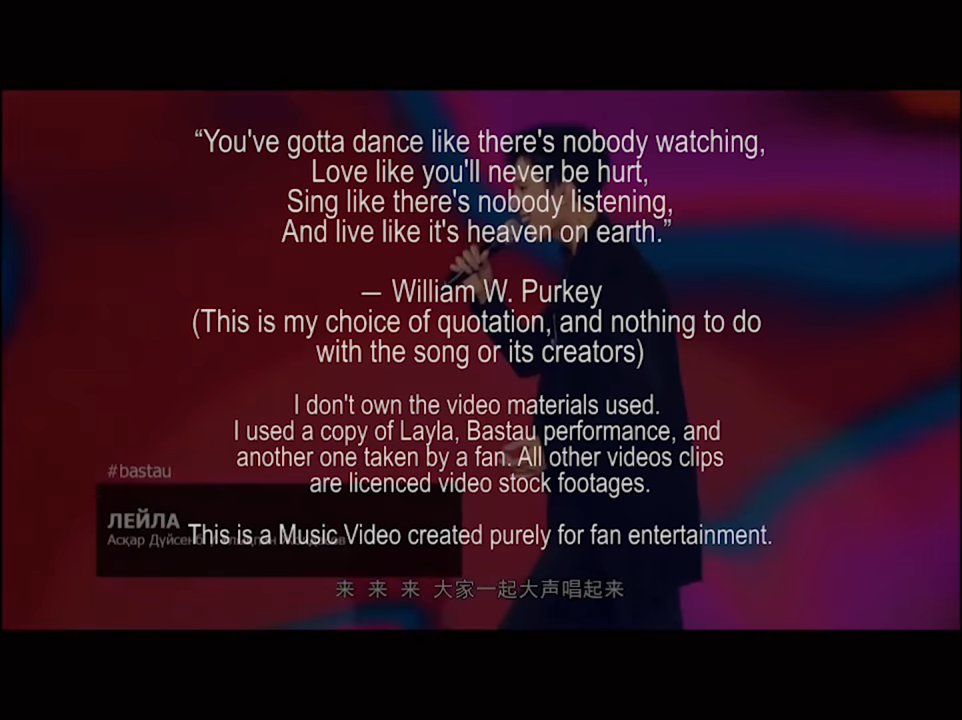 “You've gotta dance like there's nobody watching,
Love like you'll never be hurt,
Sing like there's nobody listening,
And live like it's heaven on earth.”
— William W. Purkey
(This is my choice of quotation, and nothing to do
with the song or its creators)
I don't own the video materials used.
I used a copy of Layla, Bastau performance, and
another one taken by a fan. All other videos clips
are licenced video stock footages.
#bastau
ЛЕЙЛА
This is a Music Video created purely for fan entertainment.
Асқар
来 来 来 大家一起大声唱起来